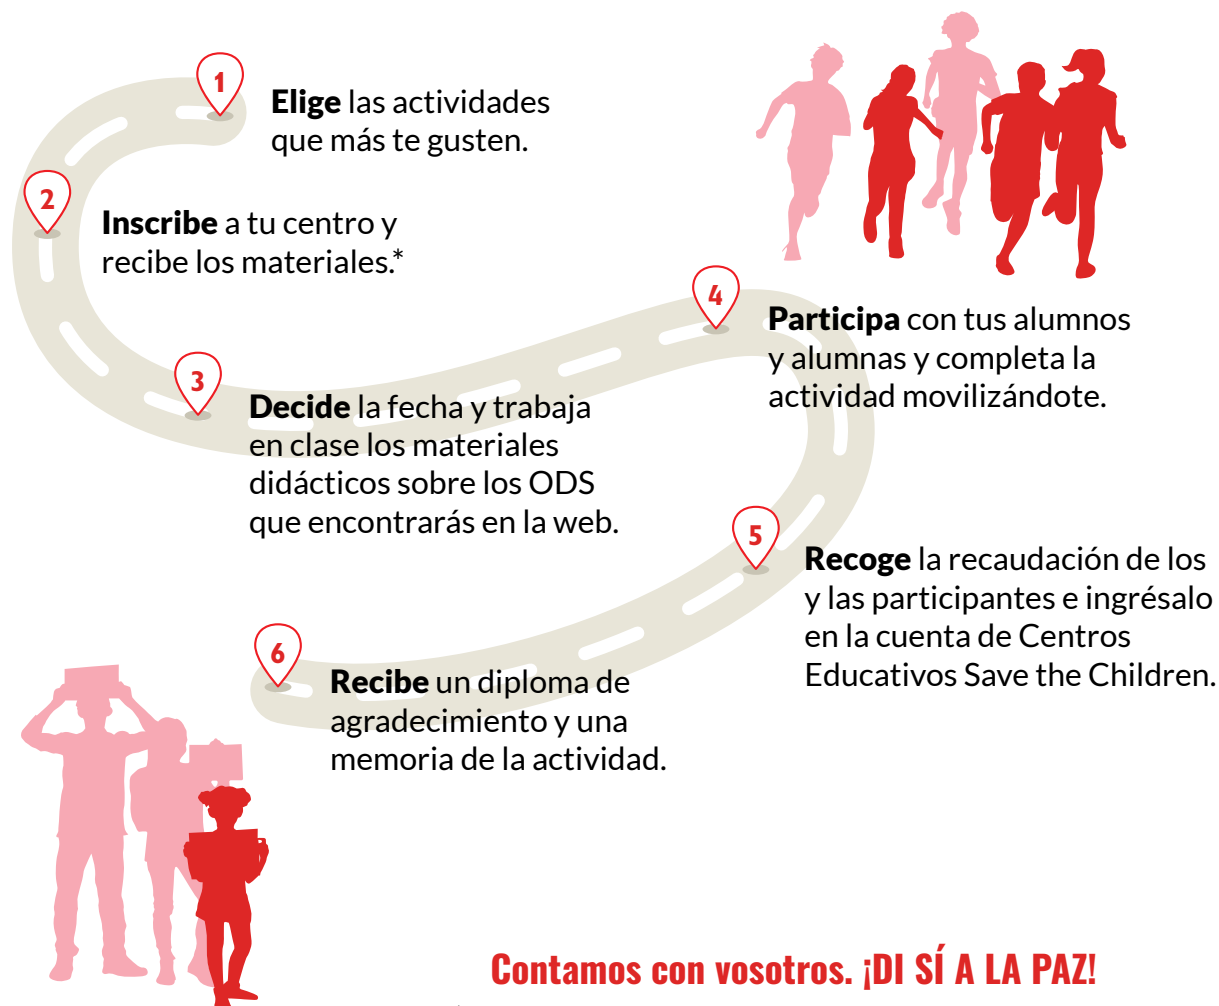 1
Elige las actividades
que más te gusten.
2
Inscribe a tu centro y
recibe los materiales.*
3
Decide la fecha y trabaja
en clase los materiales
didácticos sobre los ODS
que encontrarás en la web.
4
Participa con tus alumnos
y alumnas y completa la
actividad movilizándote.
5
Recoge la recaudación de los
y las participantes e ingrésalo
en la cuenta de Centros
Educativos Save the Children.
6
Recibe un diploma de
agradecimiento y una
memoria de la actividad.
Contamos con vosotros. ¡DI SÍ A LA PAZ!